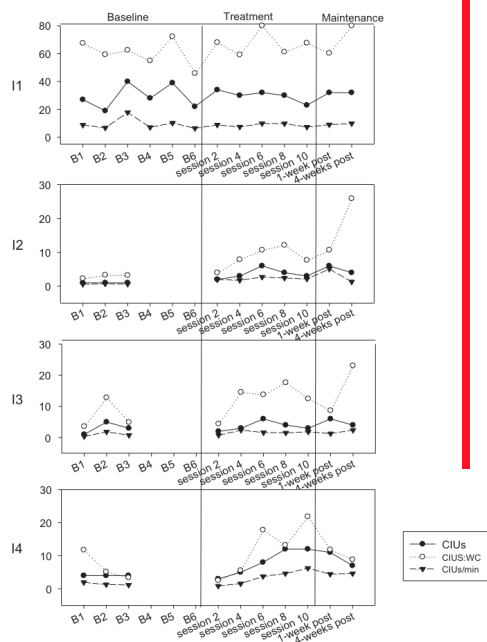 Baseline Treatment Maintenance
I1
80
60
40
20
0
B1 B2 B3 B4 B5 B6 session 2 session 4 session 6 session 8 session 10 1-week post 4-weeks post
I2
30
20
10
0
B1 B2 B3 B4 B5 B6 session 2 session 4 session 6 session 8 session 10 1-week post 4-weeks post
I3
30
20
10
0
B1 B2 B3 B4 B5 B6 session 2 session 4 session 6 session 8 session 10 1-week post 4-weeks post
I4
30
20
10
0
B1 B2 B3 B4 B5 B6 session 2 session 4 session 6 session 8 session 10 1-week post 4-weeks post
CIUs
CIUS:WC
CIUs/min